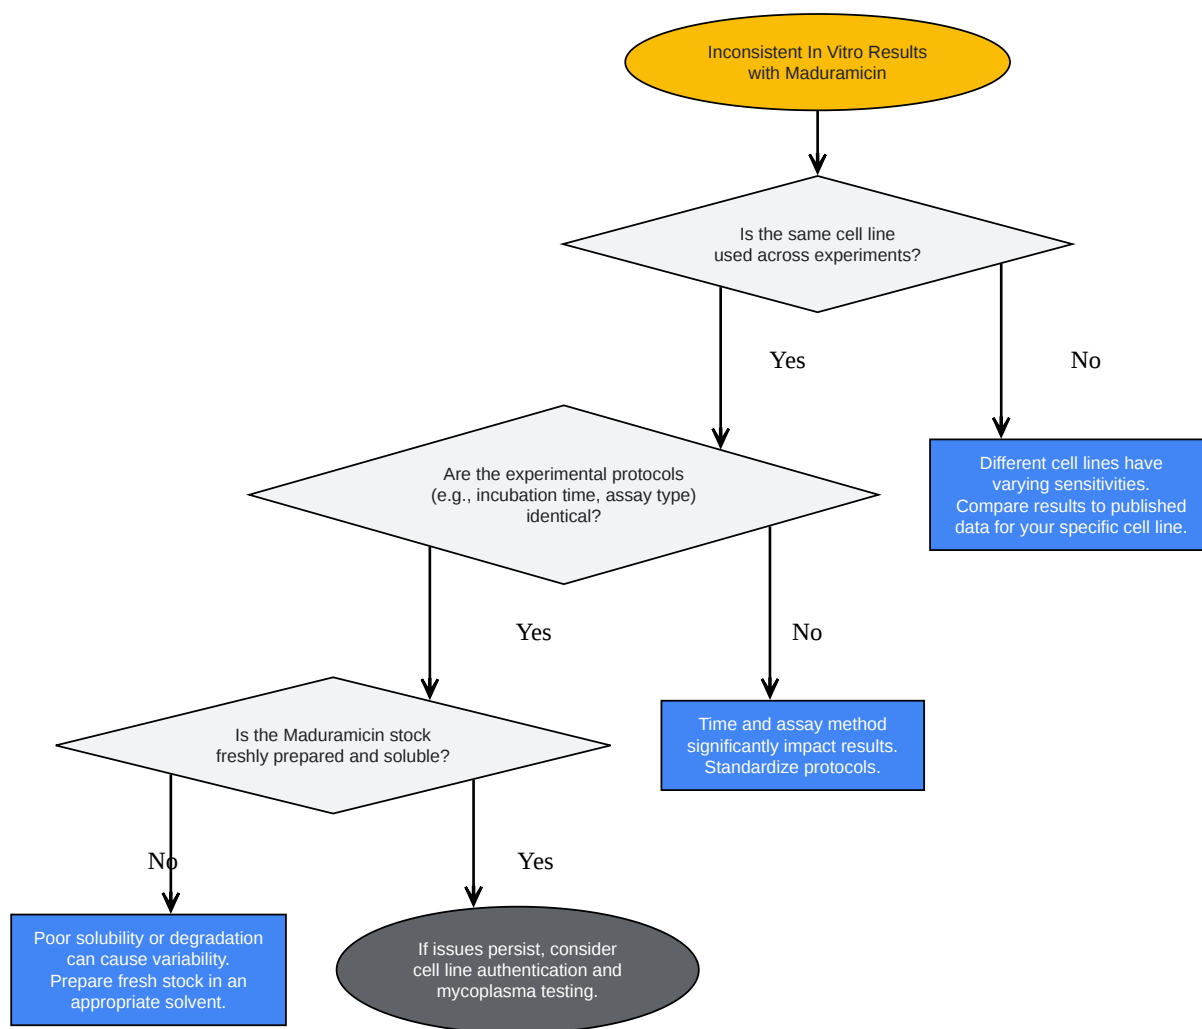 Inconsistent In Vitro Results
with Maduramicin
Is the same cell line
used across experiments?
Yes
No
Are the experimental protocols
(e.g., incubation time, assay type)
identical?
Different cell lines have
varying sensitivities.
Compare results to published
data for your specific cell line.
Yes
No
Is the Maduramicin stock
freshly prepared and soluble?
Time and assay method
significantly impact results.
Standardize protocols.
No
Yes
Poor solubility or degradation
can cause variability.
Prepare fresh stock in an
appropriate solvent.
If issues persist, consider
cell line authentication and
mycoplasma testing.